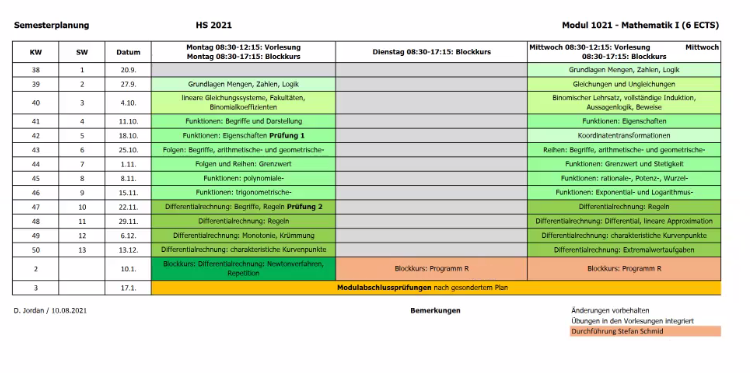 Semesterplanung HS 2021 Modul 1021 - Mathematik I (6 ECTS)
KW SW Datum Montag 08:30-12:15: Vorlesung Dienstag 08:30-17:15: Blockkurs Mittwoch 08:30-12:15: Vorlesung Mittwoch
Montag 08:30-17:15: Blockkurs 08:30-17:15: Blockkurs
38 1 20.9. Grundlagen Mengen, Zahlen, Logik
39 2 27.9. Grundlagen Mengen, Zahlen, Logik Gleichungen und Ungleichungen
40 3 4.10. lineare Gleichungssysteme, Fakultäten, Binomischer Lehrsatz, vollständige Induktion,
Binomialkoeffizienten Aussagenlogik, Beweise
41 4 11.10. Funktionen: Begriffe und Darstellung Funktionen: Eigenschaften
42 5 18.10. Funktionen: Eigenschaften Prüfung 1 Koordinatentransformationen
43 6 25.10. Folgen: Begriffe, arithmetische- und geometrische- Reihen: Begriffe, arithmetische- und geometrische-
44 7 1.11. Folgen und Reihen: Grenzwert Funktionen: Grenzwert und Stetigkeit
45 8 8.11. Funktionen: polynomiale- Funktionen: rationale-, Potenz-, Wurzel-
46 9 15.11. Funktionen: trigonometrische- Funktionen: Exponential- und Logarithmus-
47 10 22.11. Differentialrechnung: Begriffe, Regeln Prüfung 2 Differentialrechnung: Regeln
48 11 29.11. Differentialrechnung: Regeln Differentialrechnung: Differential, lineare Approximation
49 12 6.12. Differentialrechnung: Monotonie, Krümmung Differentialrechnung: charakteristische Kurvenpunkte
50 13 13.12. Differentialrechnung: charakteristische Kurvenpunkte Differentialrechnung: Extremalwertaufgaben
2 10.1. Blockkurs: Differentialrechnung: Newtonverfahren, Blockkurs: Programm R Blockkurs: Programm R
Repetition
3 17.1. Modulabschlussprüfungen nach gesondertem Plan
D. Jordan / 10.08.2021 Bemerkungen Änderungen vorbehalten
Übungen in den Vorlesungen integriert
Durchführung Stefan Schmid